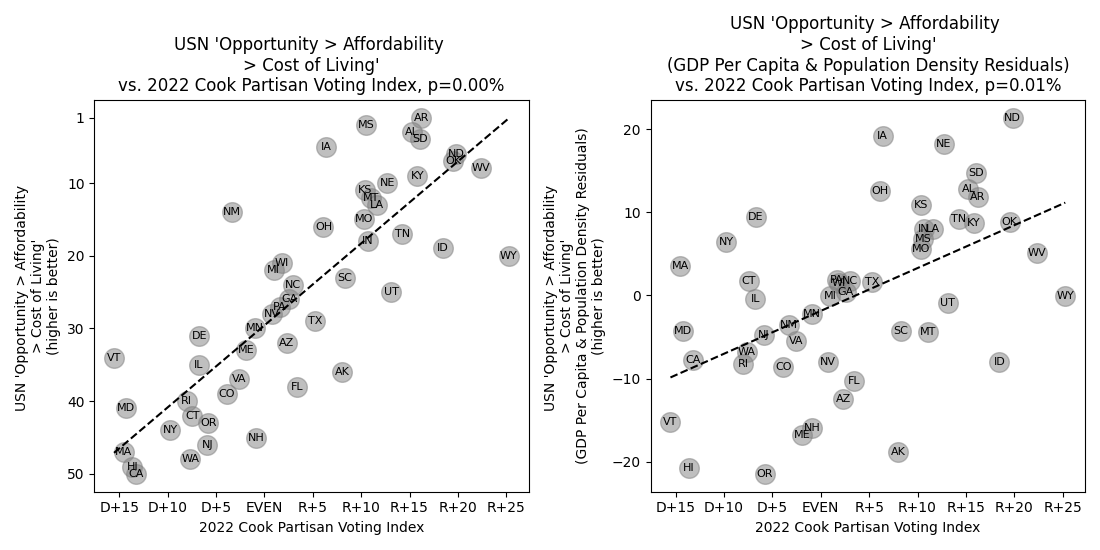 USN 'Opportunity > Affordability
> Cost of Living'
vs. 2022 Cook Partisan Voting Index, p=0.00%
USN 'Opportunity > Affordability
> Cost of Living'
(higher is better)
1
10
20
30
40
50
AR
MS
AL
SD
IA
ND
OK
WV
KY
NE
KS
MT
LA
NM
MO
IN
TN
ID
WY
WI
MI
SC
NC
UT
GA
PA
NV
TX
MN
DE
AZ
ME
VT
IL
AK
VA
FL
CO
RI
MD
CT
OR
NY
NH
NJ
MA
WA
HI
CA
OH
D+15
D+10
D+5
EVEN
R+5
R+10
R+15
R+20
R+25
2022 Cook Partisan Voting Index
USN 'Opportunity > Affordability
> Cost of Living'
(GDP Per Capita & Population Density Residuals)
vs. 2022 Cook Partisan Voting Index, p=0.01%
USN 'Opportunity > Affordability
> Cost of Living'
(GDP Per Capita & Population Density Residuals)
(higher is better)
20
10
0
−10
−20
ND
IA
NE
SD
OH
AL
AR
KS
DE
TN
KY
OK
IN
LA
MS
NY
MO
WV
MA
CT
PA
WI
NC
TX
GA
MI
WY
IL
UT
MN
NM
MD
SC
MT
NJ
VA
WA
CA
RI
NV
ID
CO
FL
AZ
VT
NH
ME
AK
HI
OR
D+15
D+10
D+5
EVEN
R+5
R+10
R+15
R+20
R+25
2022 Cook Partisan Voting Index